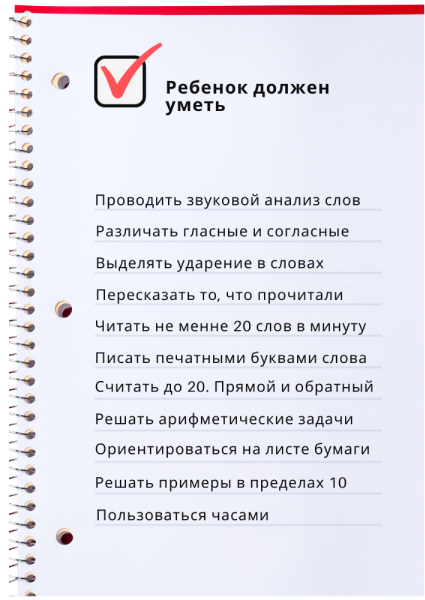 Ребенок должен
уметь
Проводить звуковой анализ слов
Различать гласные и согласные
Выделять ударение в словах
Пересказать то, что прочитали
Читать не менне 20 слов в минуту
Писать печатными буквами слова
Считать до 20. Прямой и обратный
Решать арифметические задачи
Ориентироваться на листе бумаги
Решать примеры в пределах 10
Пользоваться часами